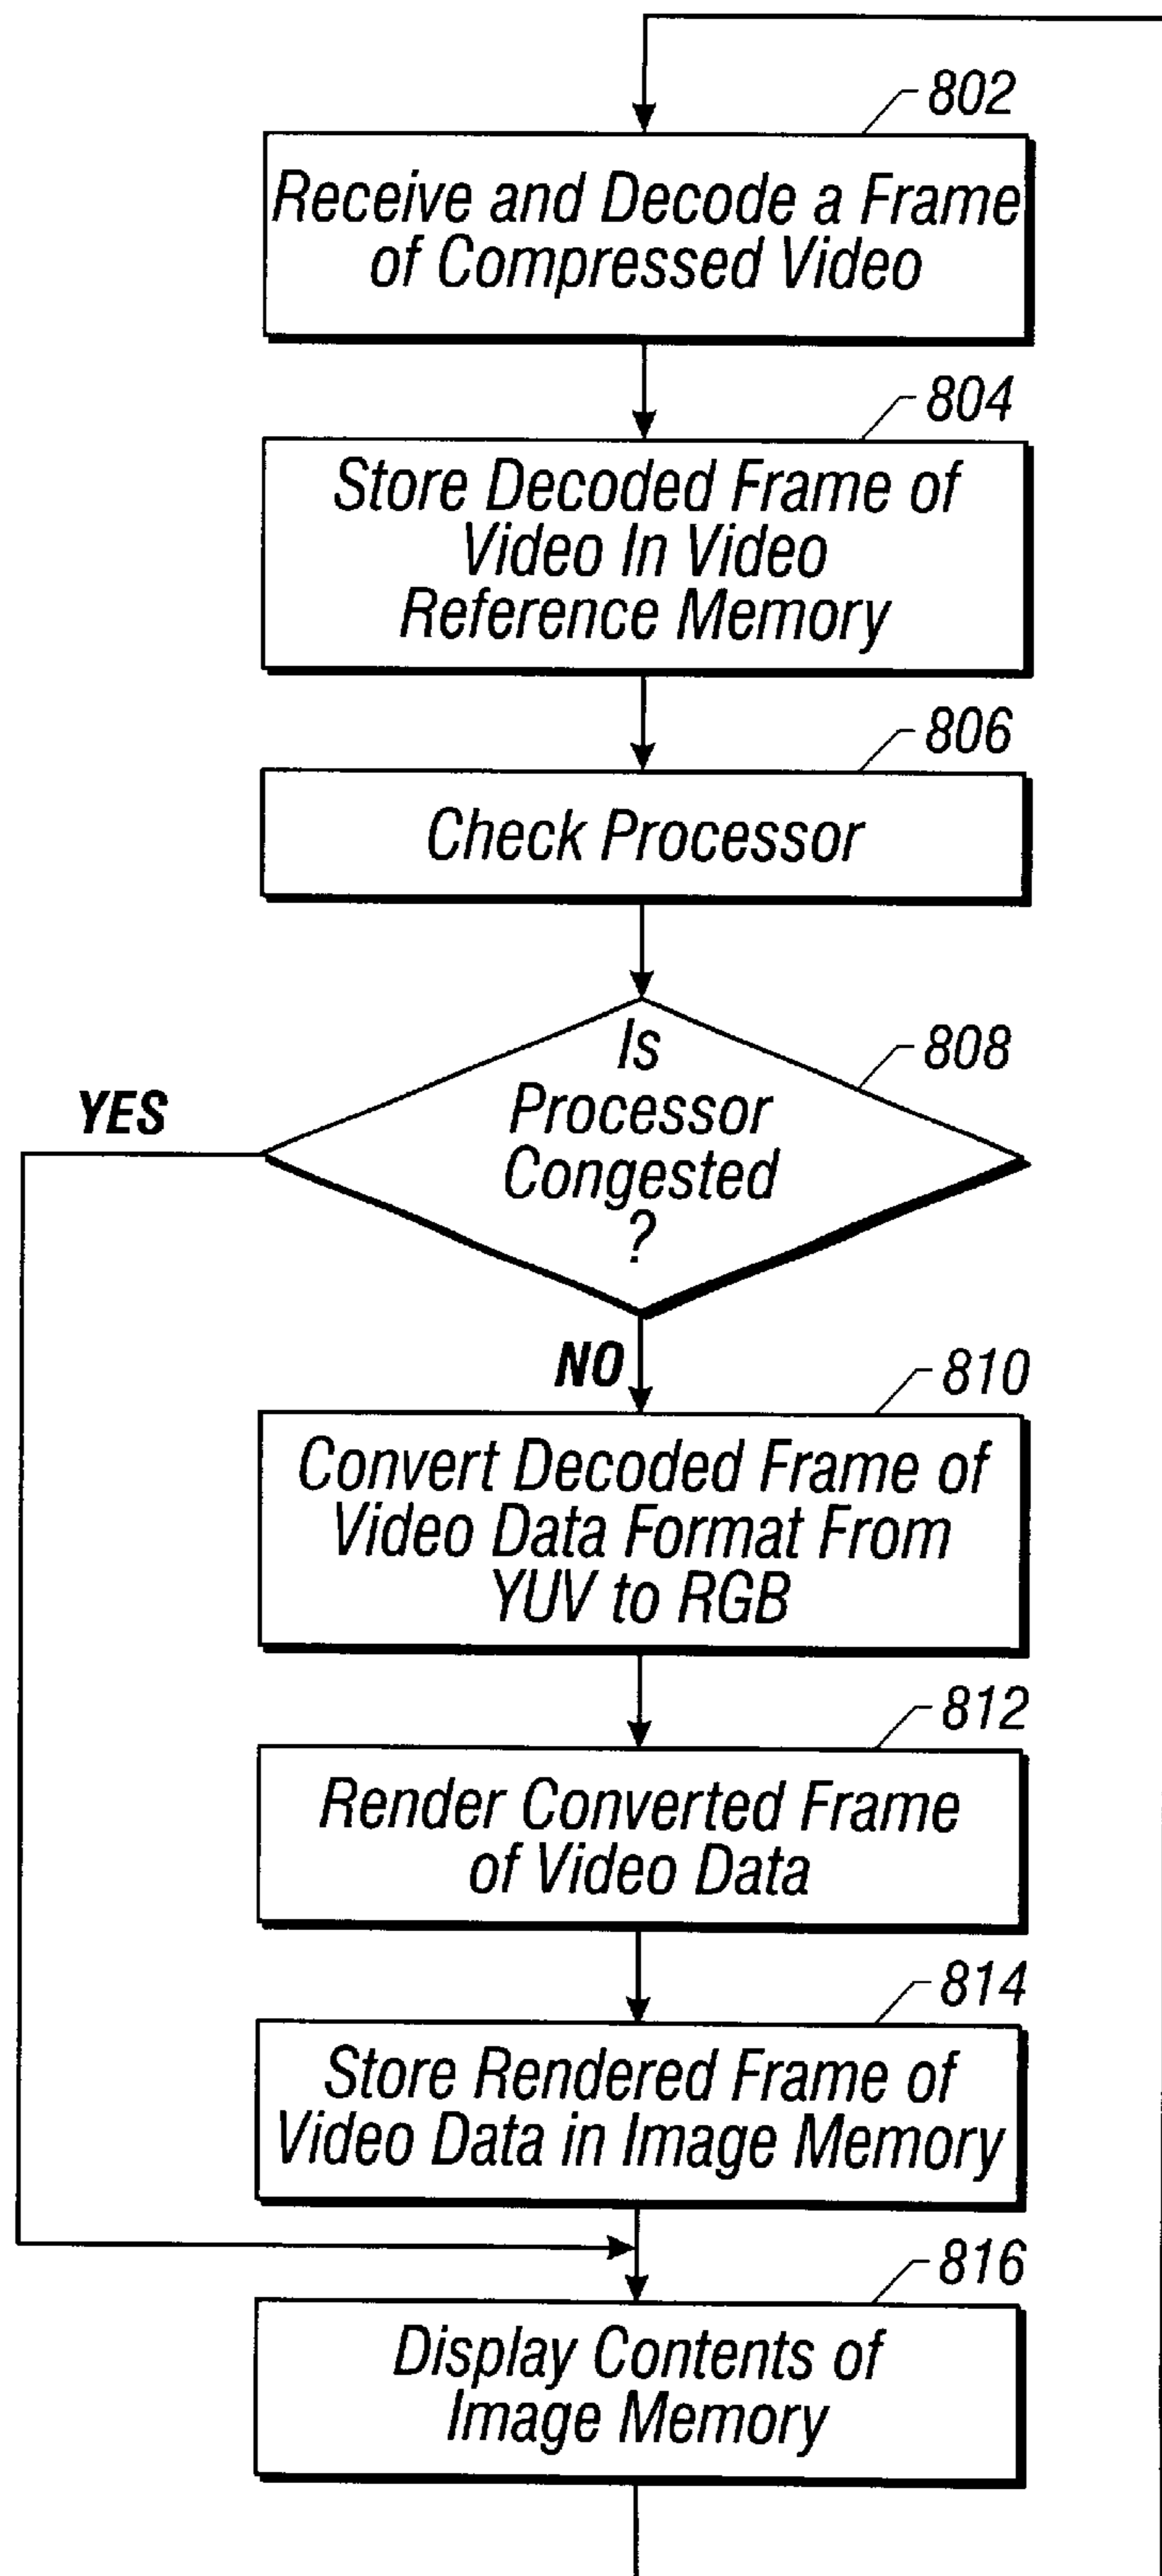 802
Receive and Decode a Frame
of Compressed Video
804
Store Decoded Frame of
Video In Video
Reference Memory
806
Check Processor
808
Is
Processor
Congested
?
YES
NO
810
Convert Decoded Frame of
Video Data Format From
YUV to RGB
812
Render Converted Frame
of Video Data
814
Store Rendered Frame of
Video Data in Image Memory
816
Display Contents of
Image Memory